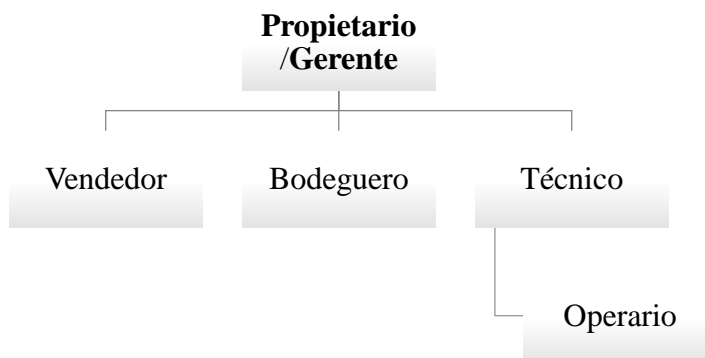 Propietario
/Gerente
Vendedor
Bodeguero
Técnico
Operario